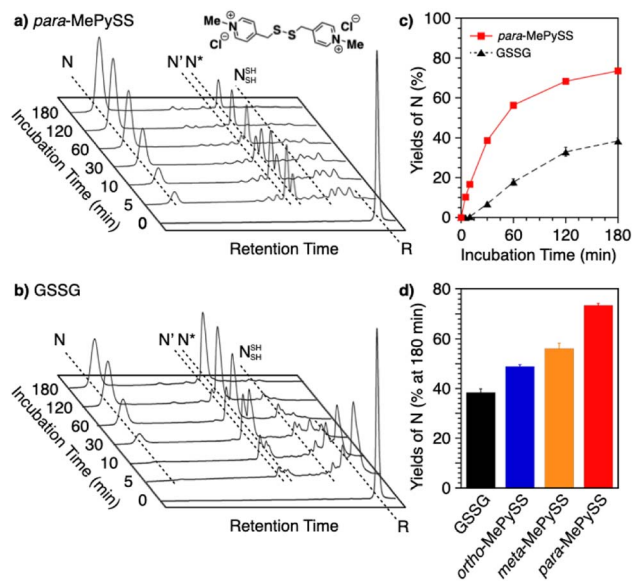 a) para-MePySS
Me
N
+
Cl⊖
S
S
Cl⊖
N
+
Me
N
N' N*
N SH SH
180
120
60
30
10
5
0
Incubation Time (min)
Retention Time
R
b) GSSG
N
N' N*
N SH SH
180
120
60
30
10
5
0
Incubation Time (min)
Retention Time
R
c)
100
80
60
40
20
0
Yields of N (%)
para-MePySS
GSSG
0 60 120 180
Incubation Time (min)
d)
80
60
40
20
0
Yields of N (% at 180 min)
GSSG
ortho-MePySS
meta-MePySS
para-MePySS